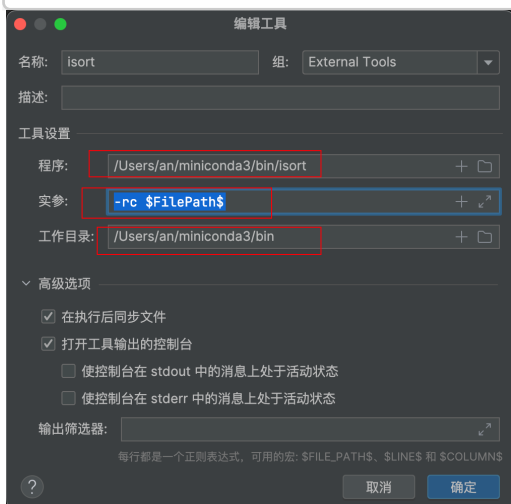 编辑工具
名称: isort 组: External Tools
描述:
工具设置
程序: /Users/an/miniconda3/bin/isort
实参: -rc $FilePath$
工作目录: /Users/an/miniconda3/bin
高级选项
在执行后同步文件
打开工具输出的控制台
使控制台在 stdout 中的消息上处于活动状态
使控制台在 stderr 中的消息上处于活动状态
输出筛选器:
每行都是一个正则表达式，可用的宏: $FILE_PATH$、$LINE$ 和 $COLUMN$
? 取消 确定